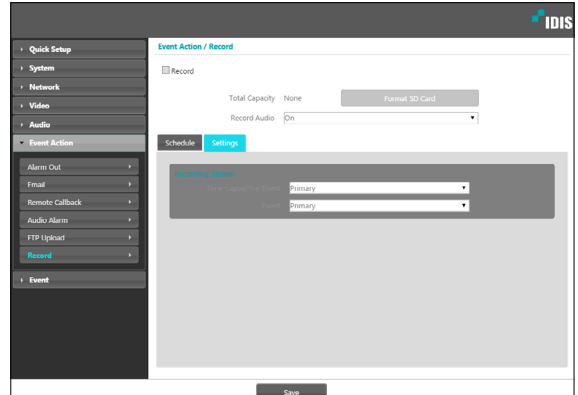 IDIS
Quick Setup
System
Network
Video
Audio
Event Action
Alarm Out
Email
Remote Callback
Audio Alarm
FTP Upload
Record
Event
Event Action / Record
Record
Total Capacity None Format SD Card
Record Audio On
Schedule Settings
Primary
Event Primary
Save